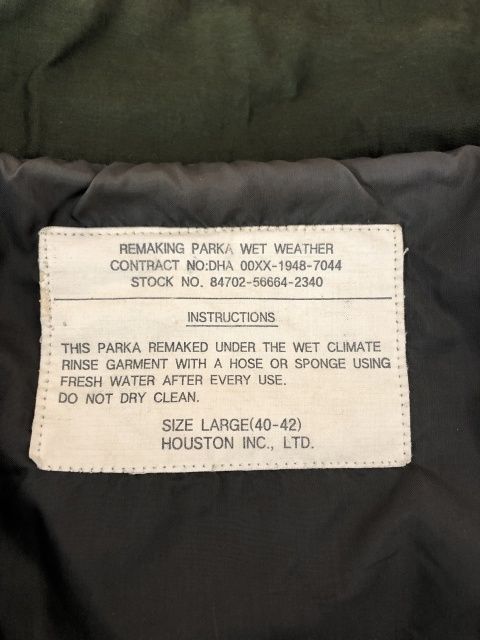 REMAKING PARKA WET WEATHER
CONTRACT NO:DHA 00XX-1948-7044
STOCK NO. 84702-56664-2340
INSTRUCTIONS
THIS PARKA REMAKED UNDER THE WET CLIMATE
RINSE GARMENT WITH A HOSE OR SPONGE USING
FRESH WATER AFTER EVERY USE.
DO NOT DRY CLEAN.
SIZE LARGE(40-42)
HOUSTON INC., LTD.